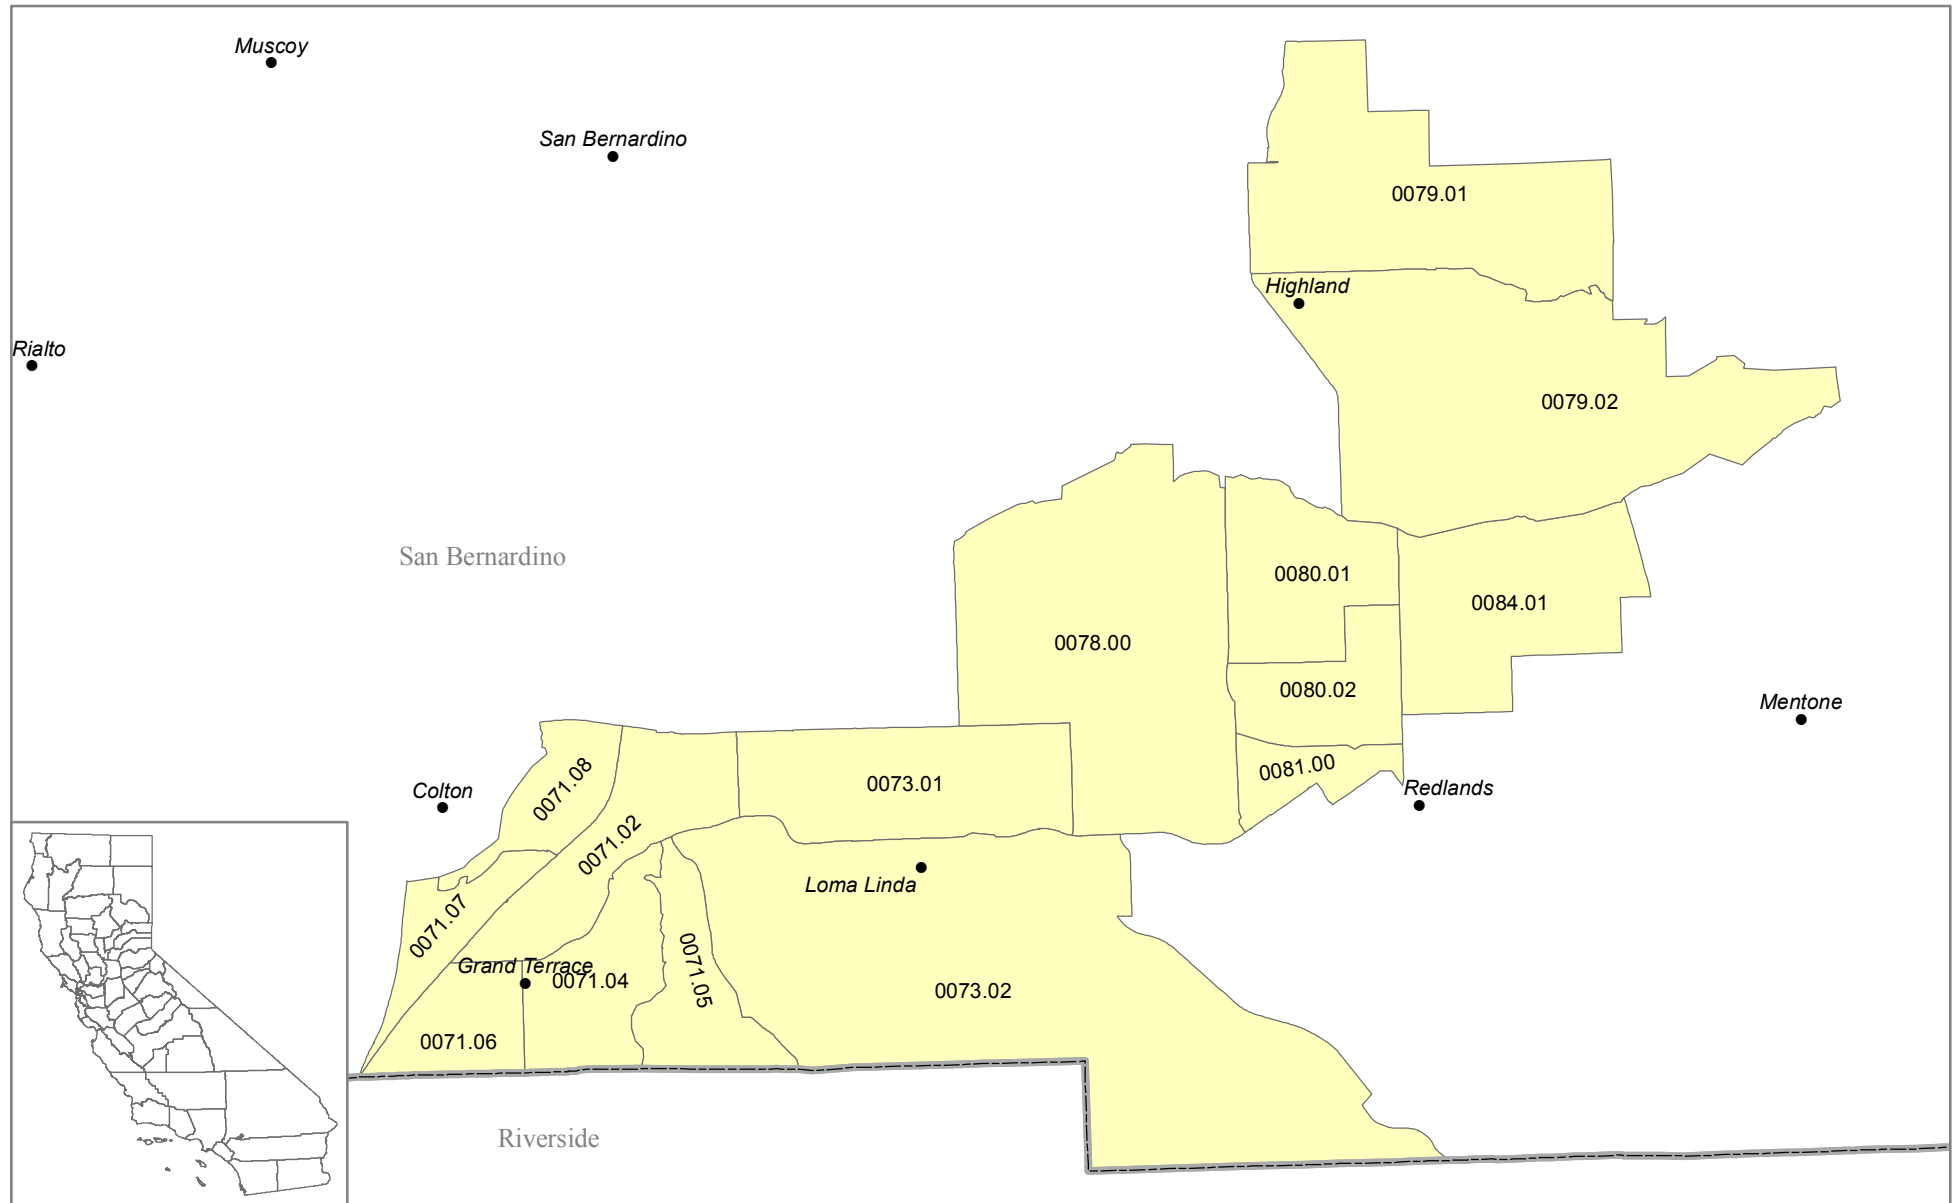 Muscoy
San Bernardino
0079.01
Highland
Rialto
0079.02
San Bernardino
0080.01
0084.01
0078.00
0080.02
Mentone
0081.00
0071.08
0073.01
Colton
Redlands
0071.02
Loma Linda
0071.07
Grand Terrace
0071.04
0071.05
0073.02
0071.06
Riverside